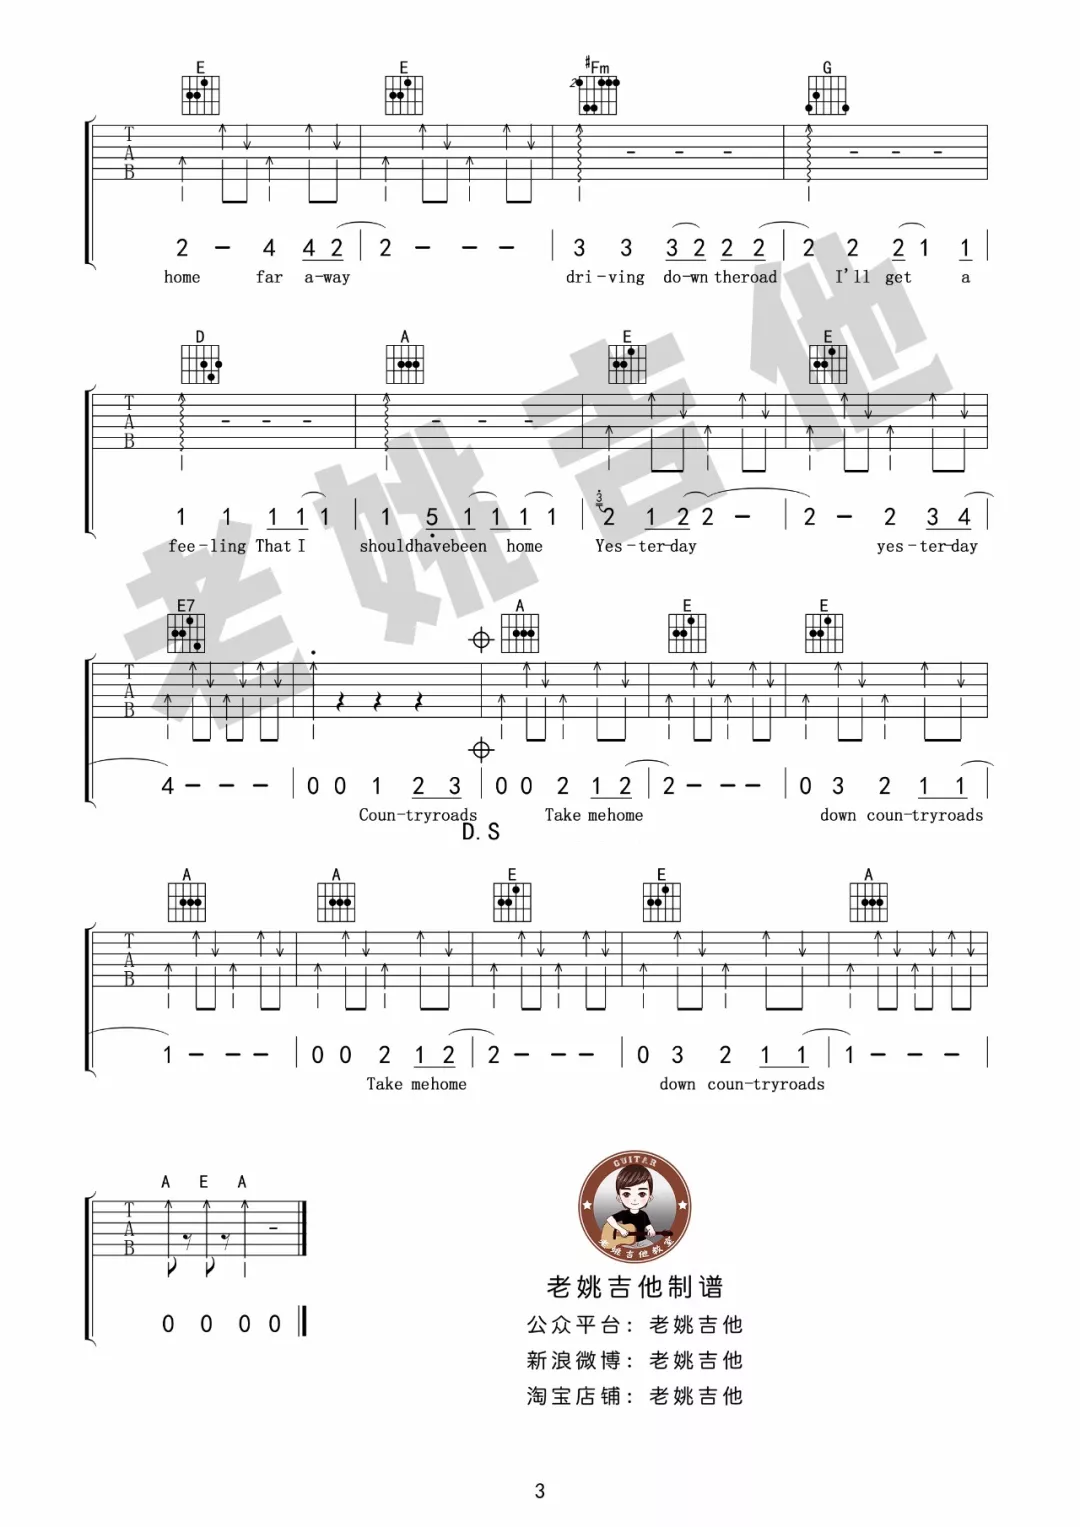 E E #Fm G
2
T
A
B
2 - 4 4 2 2 - - - 3 3 3 2 2 2 2 2 2 1 1
home far a-way dri-ving do-wn theroad I'll get a
D A E E
T
A
B
1 1 1 1 1 1 5 1 1 1 1 3 2 1 2 2 - 2 - 2 3 4
fee-ling That I shouldhavebeen home Yes-ter-day yes-ter-day
E7 A E E
T
A
B
4 - - - 0 0 1 2 3 0 0 2 1 2 2 - - - 0 3 2 1 1
Coun-tryroads Take mehome down coun-tryroads
D.S
A A E E A
T
A
B
1 - - - 0 0 2 1 2 2 - - - 0 3 2 1 1 1 - - -
Take mehome down coun-tryroads
A E A
T
A
B
0 0 0 0
GUITAR
老姚吉他教室
老姚吉他制谱
公众平台：老姚吉他
新浪微博：老姚吉他
淘宝店铺：老姚吉他
3
老姚吉他